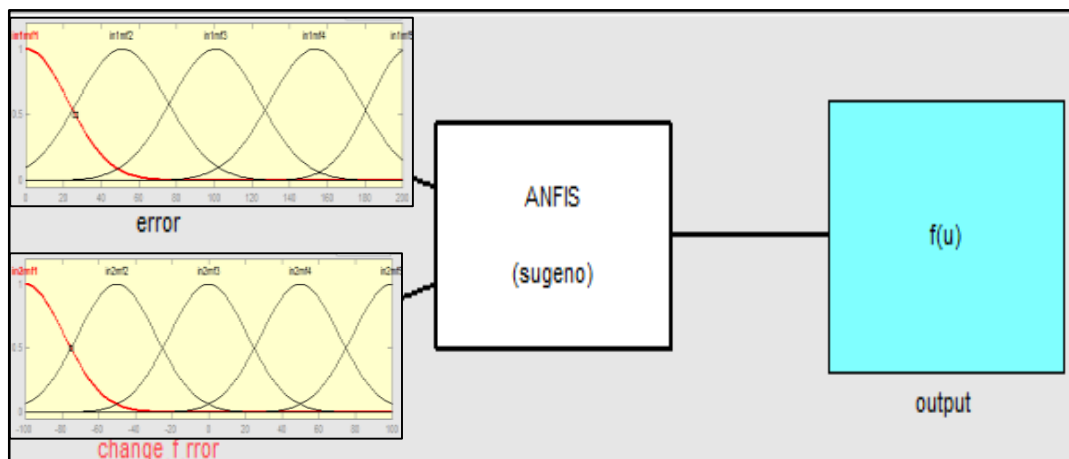 in1mf1 in1mf2 in1mf3 in1mf4 in1mf5
1
0.5
0
0 20 40 60 80 100 120 140 160 180 200
error
in2mf1 in2mf2 in2mf3 in2mf4 in2mf5
1
0.5
0
-100 -80 -60 -40 -20 0 20 40 60 80 100
change f rror
ANFIS
(sugeno)
f(u)
output